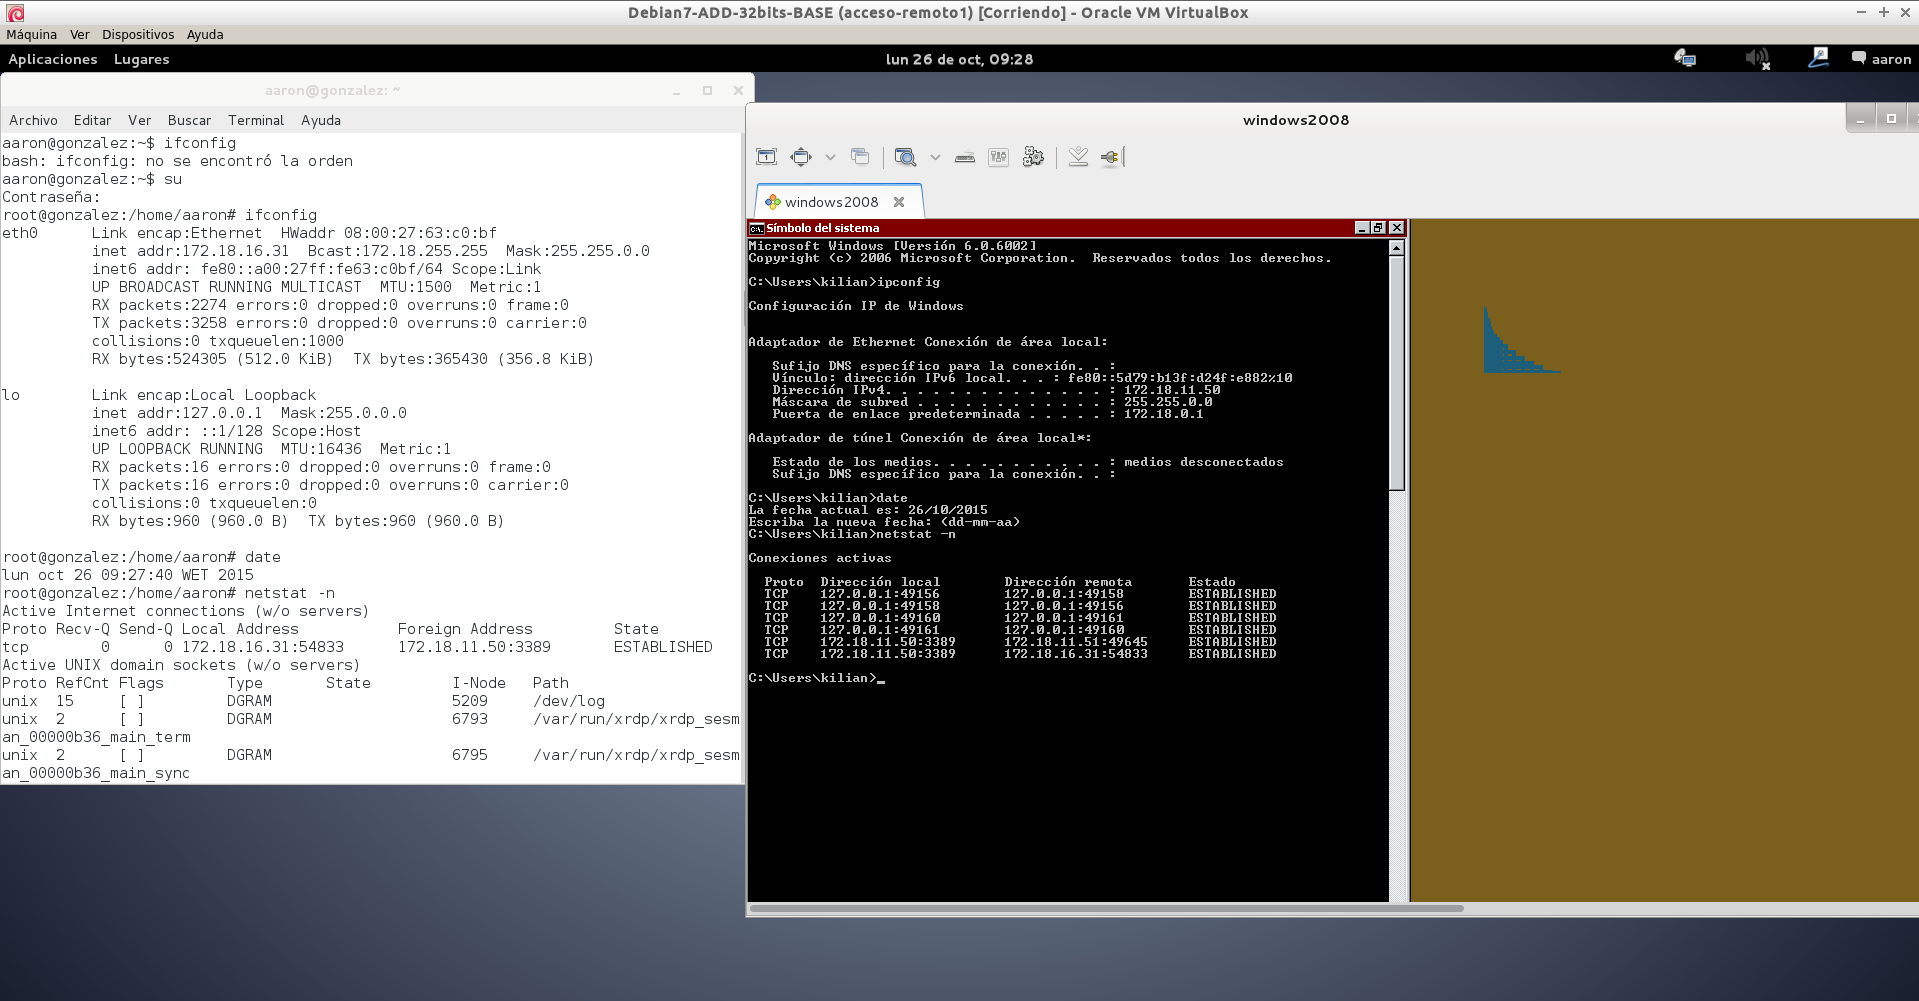 Debian7-ADD-32bits-BASE (acceso-remoto1) [Corriendo] - Oracle VM VirtualBox
Máquina Ver Dispositivos Ayuda
Aplicaciones Lugares lun 26 de oct, 09:28 aaron
aaron@gonzalez: ~
Archivo Editar Ver Buscar Terminal Ayuda
aaron@gonzalez:~$ ifconfig
bash: ifconfig: no se encontró la orden
aaron@gonzalez:~$ su
Contraseña:
root@gonzalez:/home/aaron# ifconfig
eth0 Link encap:Ethernet HWaddr 08:00:27:63:c0:bf
inet addr:172.18.16.31 Bcast:172.18.255.255 Mask:255.255.0.0
inet6 addr: fe80::a00:27ff:fe63:c0bf/64 Scope:Link
UP BROADCAST RUNNING MULTICAST MTU:1500 Metric:1
RX packets:2274 errors:0 dropped:0 overruns:0 frame:0
TX packets:3258 errors:0 dropped:0 overruns:0 carrier:0
collisions:0 txqueuelen:1000
RX bytes:524305 (512.0 KiB) TX bytes:365430 (356.8 KiB)
lo Link encap:Local Loopback
inet addr:127.0.0.1 Mask:255.0.0.0
inet6 addr: ::1/128 Scope:Host
UP LOOPBACK RUNNING MTU:16436 Metric:1
RX packets:16 errors:0 dropped:0 overruns:0 frame:0
TX packets:16 errors:0 dropped:0 overruns:0 carrier:0
collisions:0 txqueuelen:0
RX bytes:960 (960.0 B) TX bytes:960 (960.0 B)
root@gonzalez:/home/aaron# date
lun oct 26 09:27:40 WET 2015
root@gonzalez:/home/aaron# netstat -n
Active Internet connections (w/o servers)
Proto Recv-Q Send-Q Local Address Foreign Address State
tcp 0 0 172.18.16.31:54833 172.18.11.50:3389 ESTABLISHED
Active UNIX domain sockets (w/o servers)
Proto RefCnt Flags Type State I-Node Path
unix 15 [ ] DGRAM 5209 /dev/log
unix 2 [ ] DGRAM 6793 /var/run/xrdp/xrdp_sesm
an_00000b36_main_term
unix 2 [ ] DGRAM 6795 /var/run/xrdp/xrdp_sesm
an_00000b36_main_sync
windows2008
windows2008
Símbolo del sistema
Microsoft Windows [Versión 6.0.6002]
Copyright (c) 2006 Microsoft Corporation. Reservados todos los derechos.
C:\Users\kilian>ipconfig
Configuración IP de Windows
Adaptador de Ethernet Conexión de área local:
Sufijo DNS específico para la conexión. . :
Vínculo: dirección IPv6 local. . . : fe80::5d79:b13f:d24f:e882%10
Dirección IPv4. . . . . . . . . . . . . . : 172.18.11.50
Máscara de subred . . . . . . . . . . . . : 255.255.0.0
Puerta de enlace predeterminada . . . . . : 172.18.0.1
Adaptador de túnel Conexión de área local*:
Estado de los medios. . . . . . . . . . . : medios desconectados
Sufijo DNS específico para la conexión. . :
C:\Users\kilian>date
La fecha actual es: 26/10/2015
Escriba la nueva fecha: (dd-mm-aa)
C:\Users\kilian>netstat -n
Conexiones activas
Proto Dirección local Dirección remota Estado
TCP 127.0.0.1:49156 127.0.0.1:49158 ESTABLISHED
TCP 127.0.0.1:49158 127.0.0.1:49156 ESTABLISHED
TCP 127.0.0.1:49160 127.0.0.1:49161 ESTABLISHED
TCP 127.0.0.1:49161 127.0.0.1:49160 ESTABLISHED
TCP 172.18.11.50:3389 172.18.11.51:49645 ESTABLISHED
TCP 172.18.11.50:3389 172.18.16.31:54833 ESTABLISHED
C:\Users\kilian>_